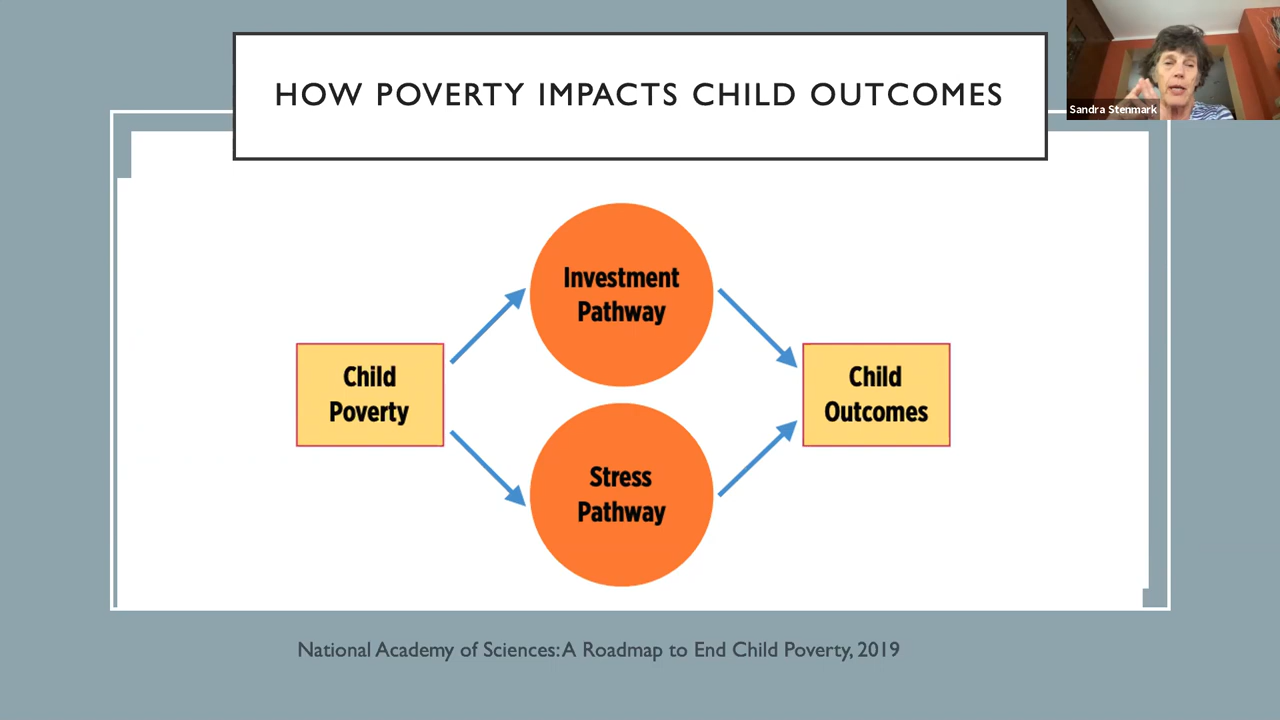 HOW POVERTY IMPACTS CHILD OUTCOMES
Sandra Stenmark
Investment
Pathway
Child
Poverty
Child
Outcomes
Stress
Pathway
National Academy of Sciences: A Roadmap to End Child Poverty, 2019